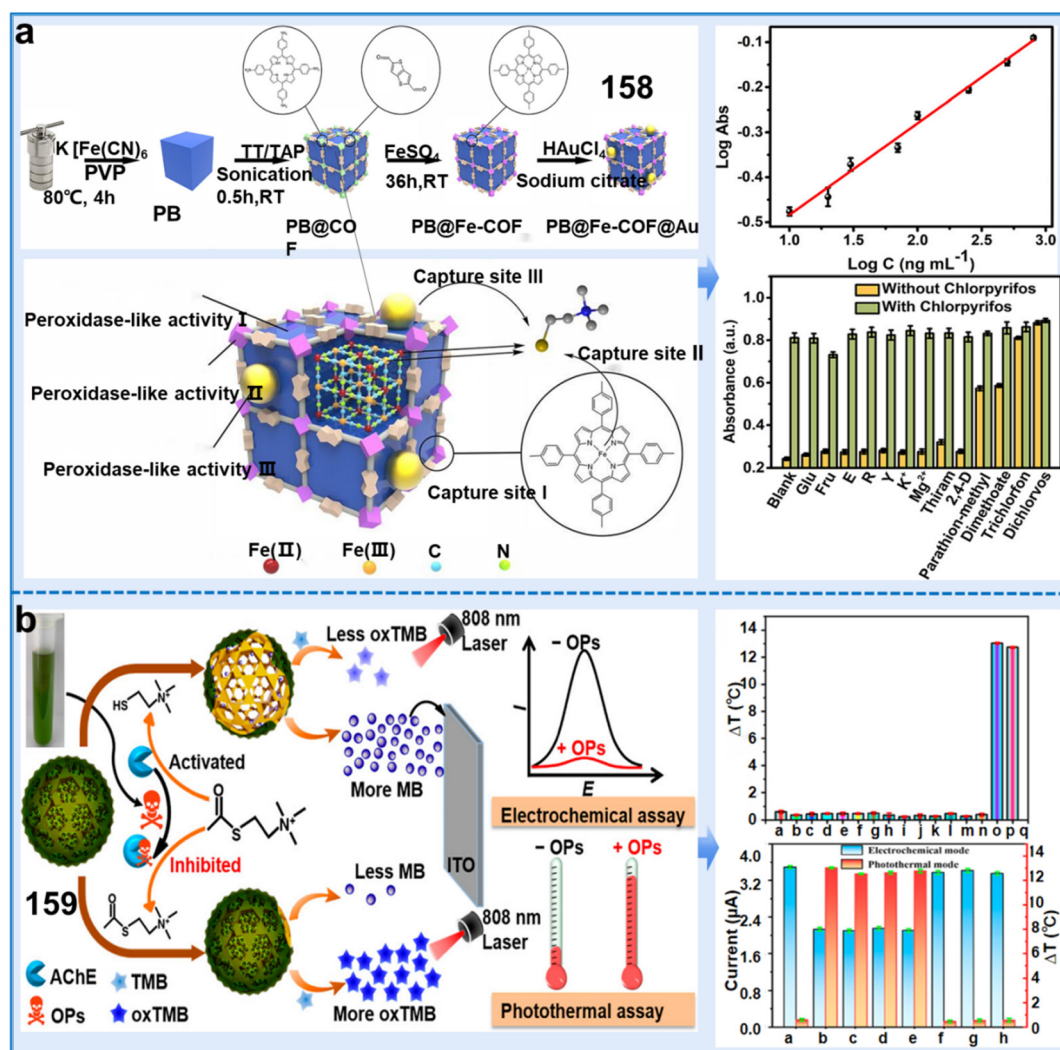 a
158
K [Fe(CN)6
PVP
80℃, 4h
PB
TT/TAP
Sonication
0.5h,RT
PB@CO
F
FeSO4
36h,RT
PB@Fe-COF
HAuCl4
Sodium citrate
PB@Fe-COF@Au
Log Abs
-0.1
-0.2
-0.3
-0.4
-0.5
1.0 1.5 2.0 2.5 3.0
Log C (ng mL-1)
Peroxidase-like activity I
Peroxidase-like activity II
Peroxidase-like activity III
Capture site III
Capture site II
Capture site I
Fe
N N
N N
Fe(II) Fe(III) C N
Without Chlorpyrifos
With Chlorpyrifos
Absorbance (a.u.)
0.8
0.6
0.4
0.2
Blank
Glu
Fru
E
R
Y
K+
Mg2+
Thiram
2,4-D
Parathion-methyl
Dimethoate
Trichlorfon
Dichlorvos
b
159
HS
N+
Activated
Inhibited
O
S
N+
O
S
N+
AChE
OPs
TMB
oxTMB
TMB
Less oxTMB
808 nm
Laser
More MB
ITO
Less MB
808 nm
Laser
TMB
More oxTMB
I
− OPs
+ OPs
E
Electrochemical assay
− OPs + OPs
Photothermal assay
ΔT (℃)
14
12
10
8
6
4
2
0
a b c d e f g h i j k l m n o p q
Electrochemical mode
Photothermal mode
Current (μA)
4.0
3.2
2.4
1.6
0.8
0.0
ΔT (℃)
14
12
10
8
6
4
2
0
a b c d e f g h